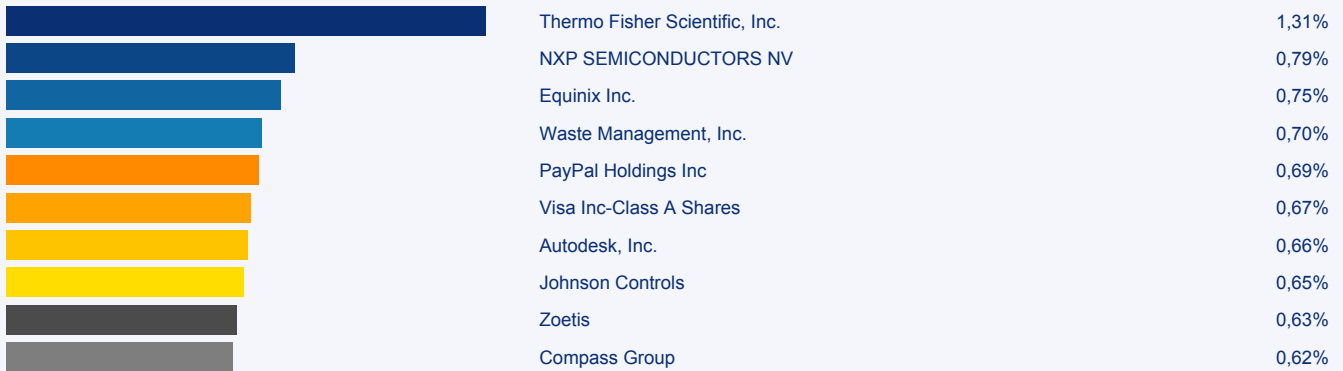 Thermo Fisher Scientific, Inc. 1,31%
NXP SEMICONDUCTORS NV 0,79%
Equinix Inc. 0,75%
Waste Management, Inc. 0,70%
PayPal Holdings Inc 0,69%
Visa Inc-Class A Shares 0,67%
Autodesk, Inc. 0,66%
Johnson Controls 0,65%
Zoetis 0,63%
Compass Group 0,62%